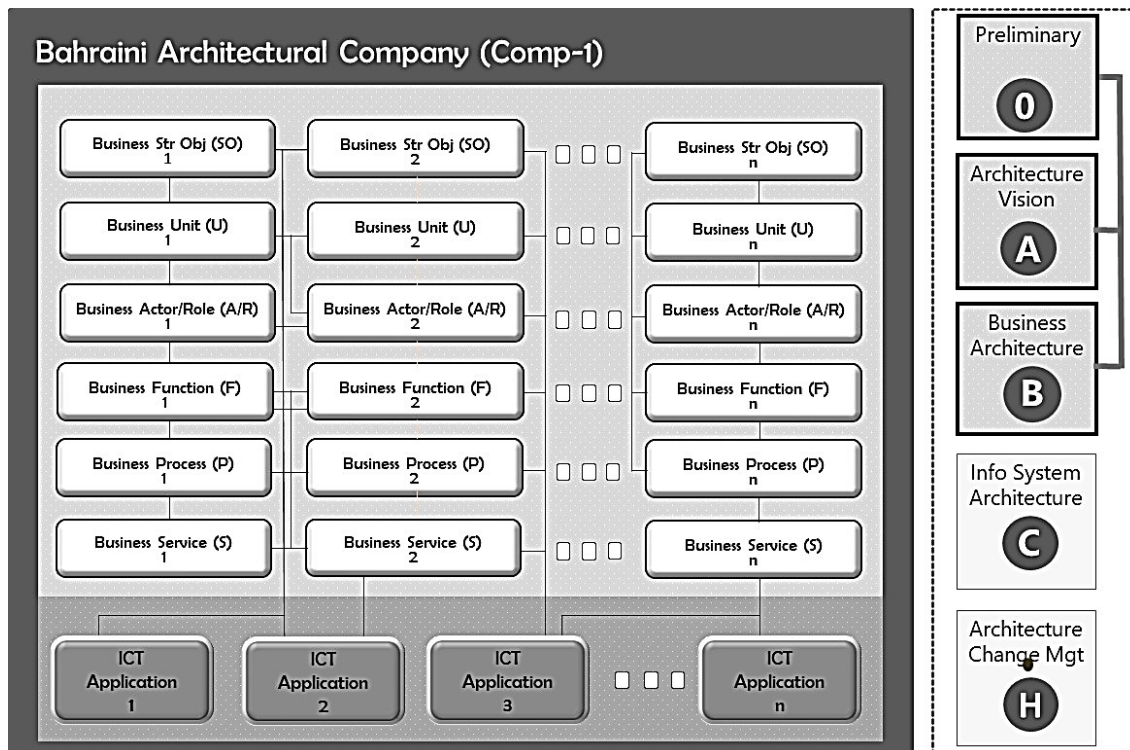 Bahraini Architectural Company (Comp-1)
Business Str Obj (SO)
1
Business Str Obj (SO)
2
Business Str Obj (SO)
n
Business Unit (U)
1
Business Unit (U)
2
Business Unit (U)
n
Business Actor/Role (A/R)
1
Business Actor/Role (A/R)
2
Business Actor/Role (A/R)
n
Business Function (F)
1
Business Function (F)
2
Business Function (F)
n
Business Process (P)
1
Business Process (P)
2
Business Process (P)
n
Business Service (S)
1
Business Service (S)
2
Business Service (S)
n
ICT
Application
1
ICT
Application
2
ICT
Application
3
ICT
Application
n
Preliminary
0
Architecture
Vision
A
Business
Architecture
B
Info System
Architecture
C
Architecture
Change Mgt
H